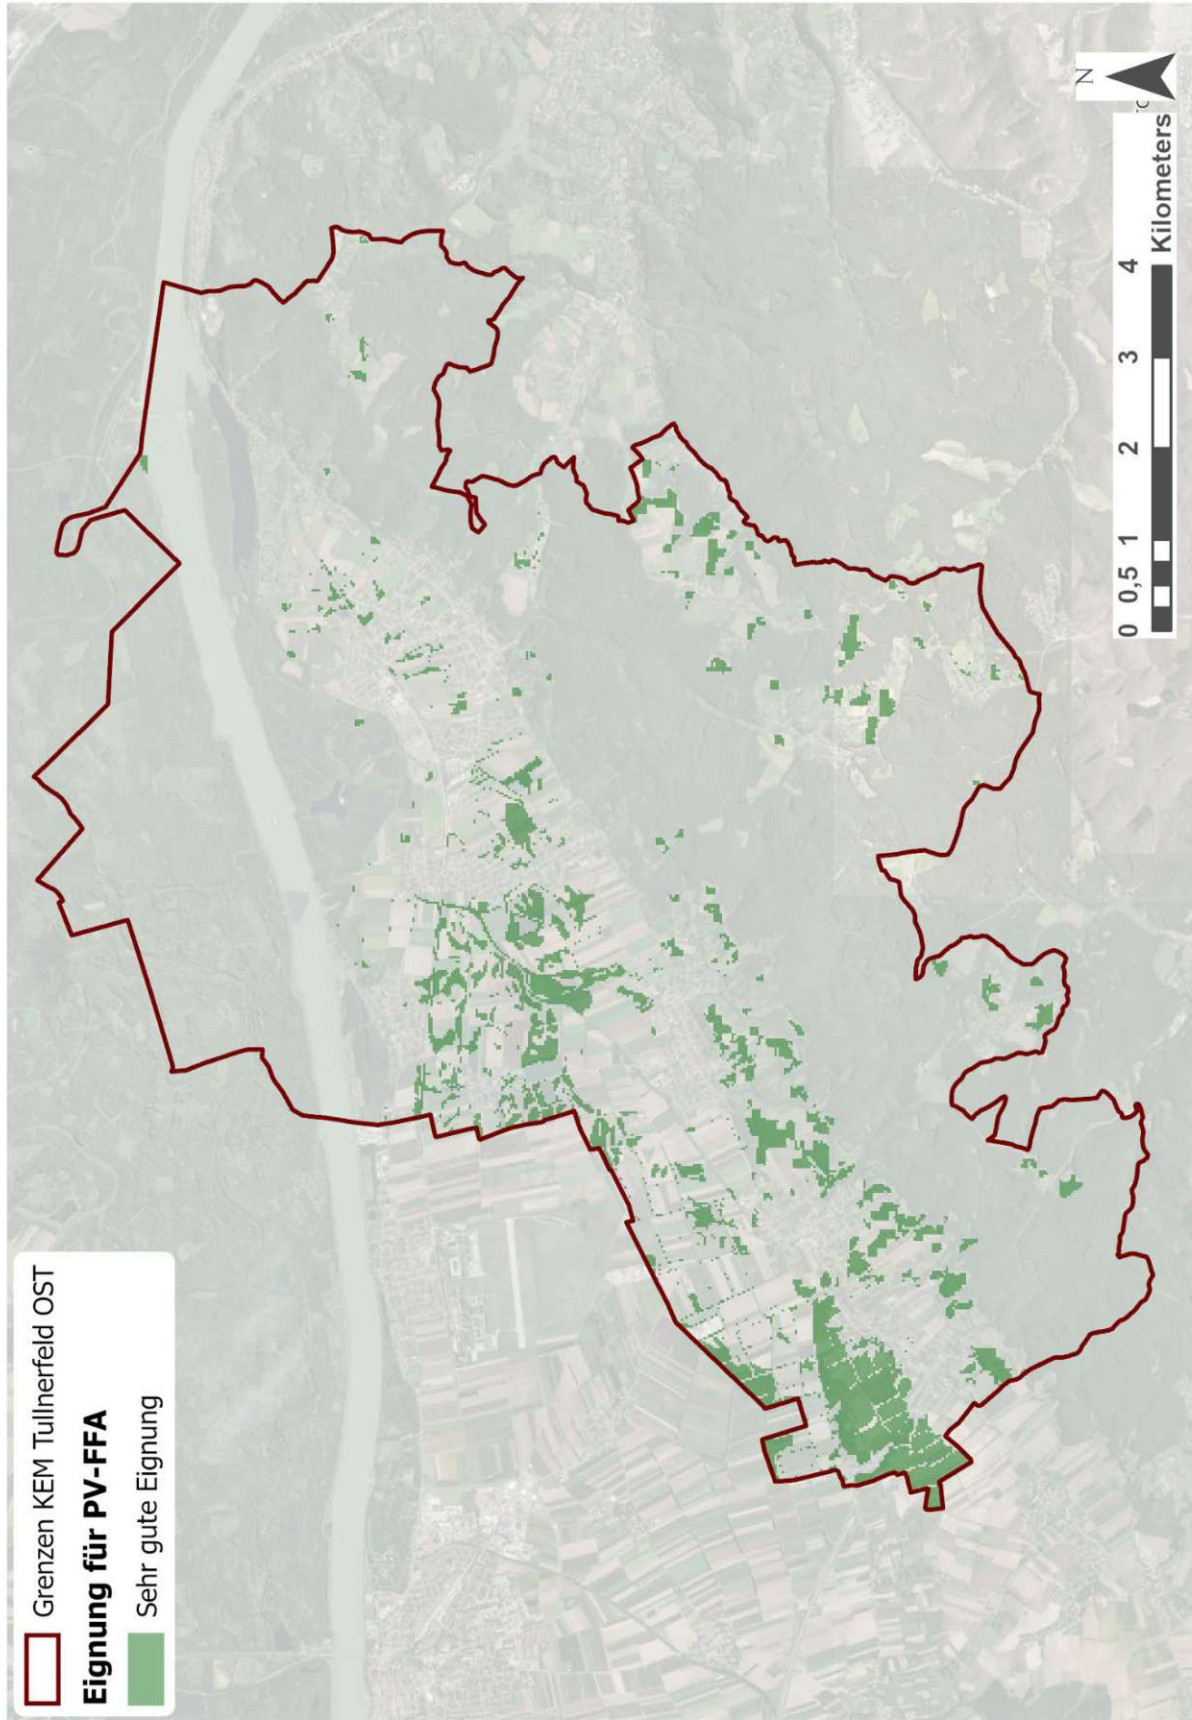 Grenzen KEM Tullnerfeld OST
Eignung für PV-FFA
Sehr gute Eignung
N
0 0,5 1 2 3 4
Kilometers